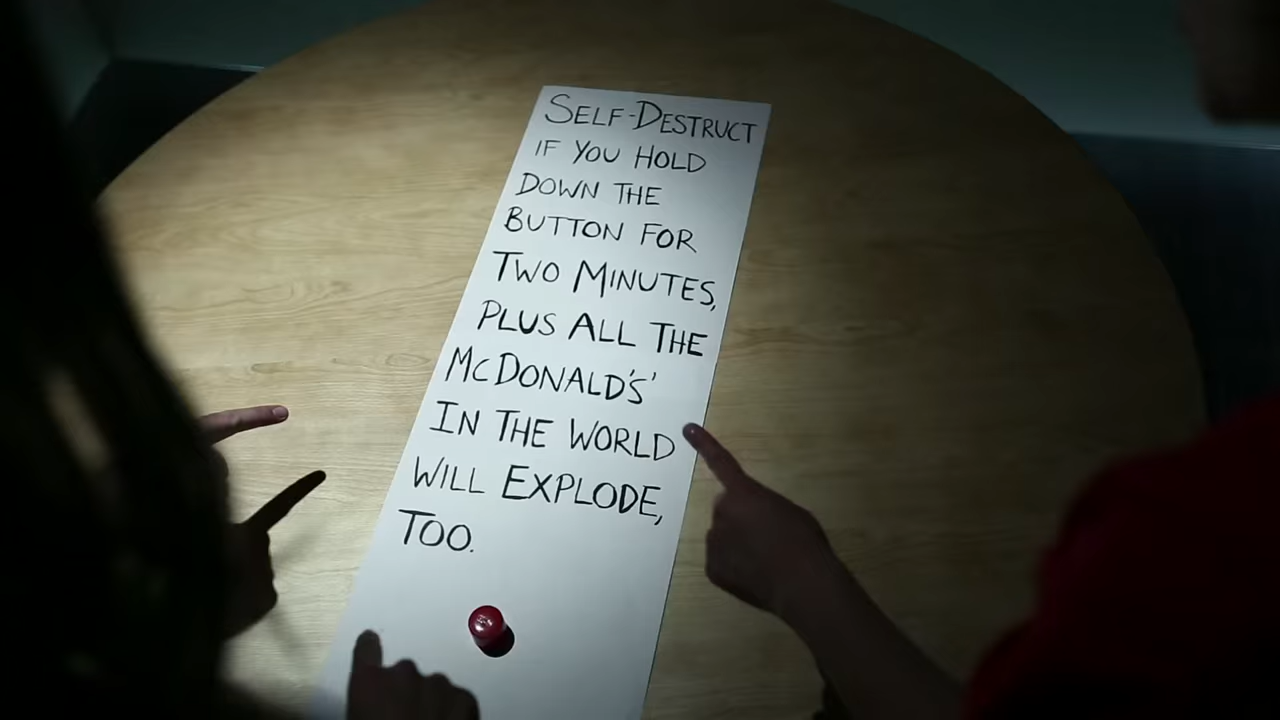 SELF-DESTRUCT
IF YOU HOLD
DOWN THE
BUTTON FOR
TWO MINUTES,
PLUS ALL THE
MCDONALD'S'
IN THE WORLD
WILL EXPLODE,
TOO.